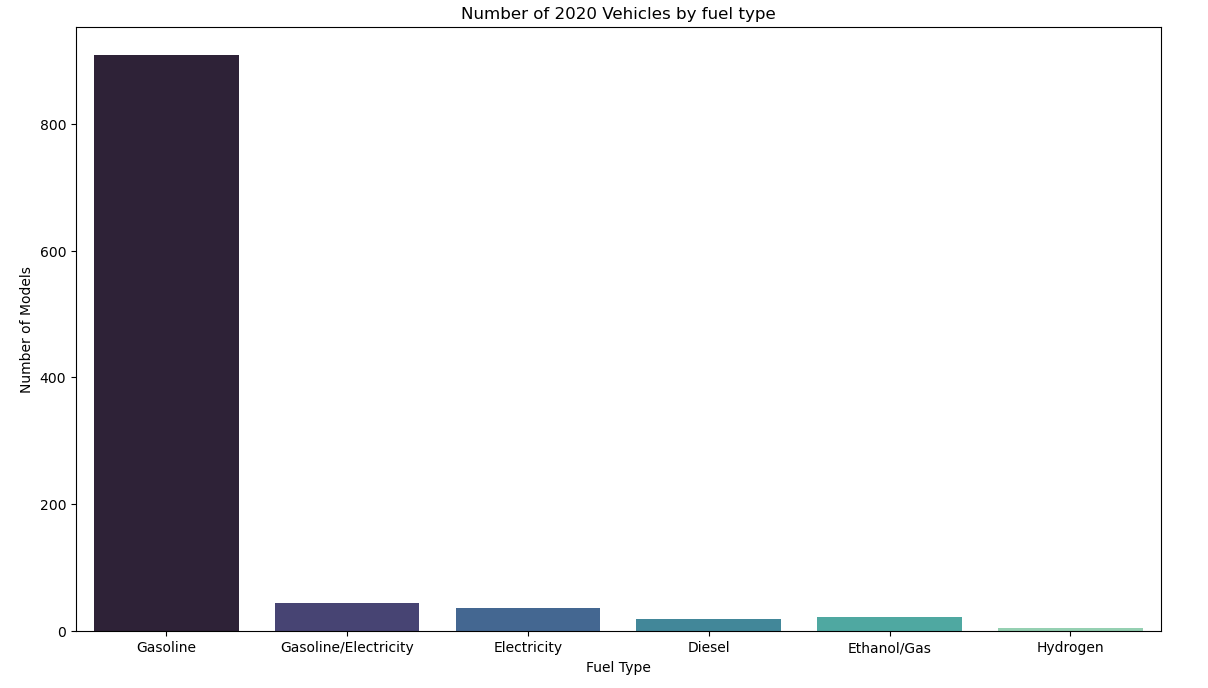 Number of 2020 Vehicles by fuel type
800
600
400
200
0
Number of Models
Gasoline
Gasoline/Electricity
Electricity
Diesel
Ethanol/Gas
Hydrogen
Fuel Type